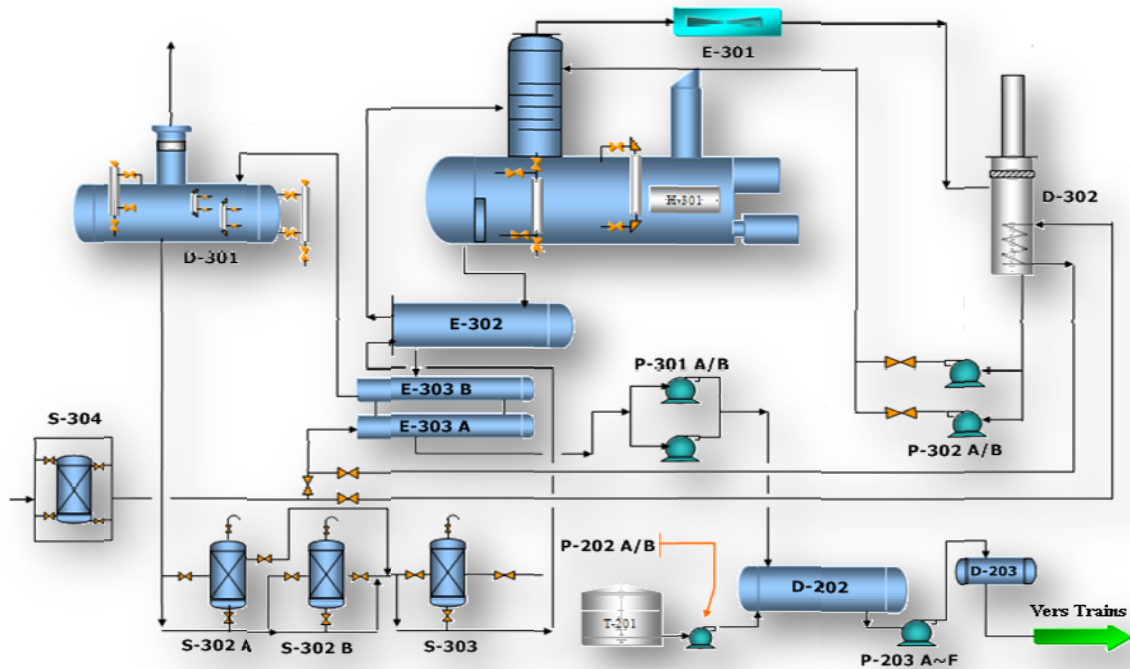 E-301
H-301
D-302
D-301
E-302
P-301 A/B
E-303 B
S-304
E-303 A
P-302 A/B
P-202 A/B
D-203
D-202
T-201
Vers Trains
S-302 A
S-302 B
S-303
P-203 A~F